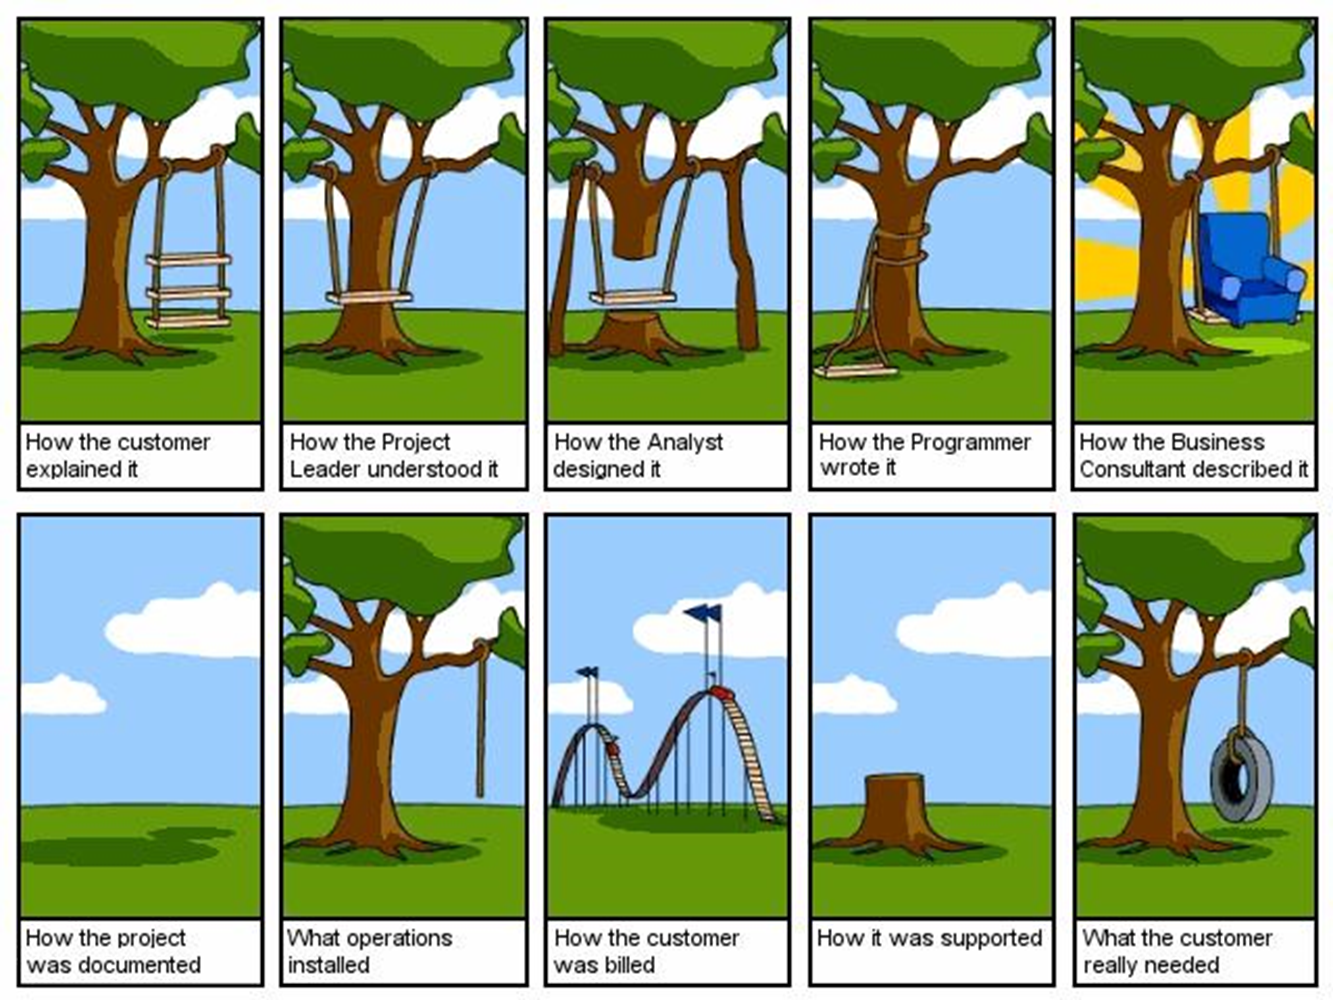 How the customer
explained it
How the Project
Leader understood it
How the Analyst
designed it
How the Programmer
wrote it
How the Business
Consultant described it
How the project
was documented
What operations
installed
How the customer
was billed
How it was supported
What the customer
really needed